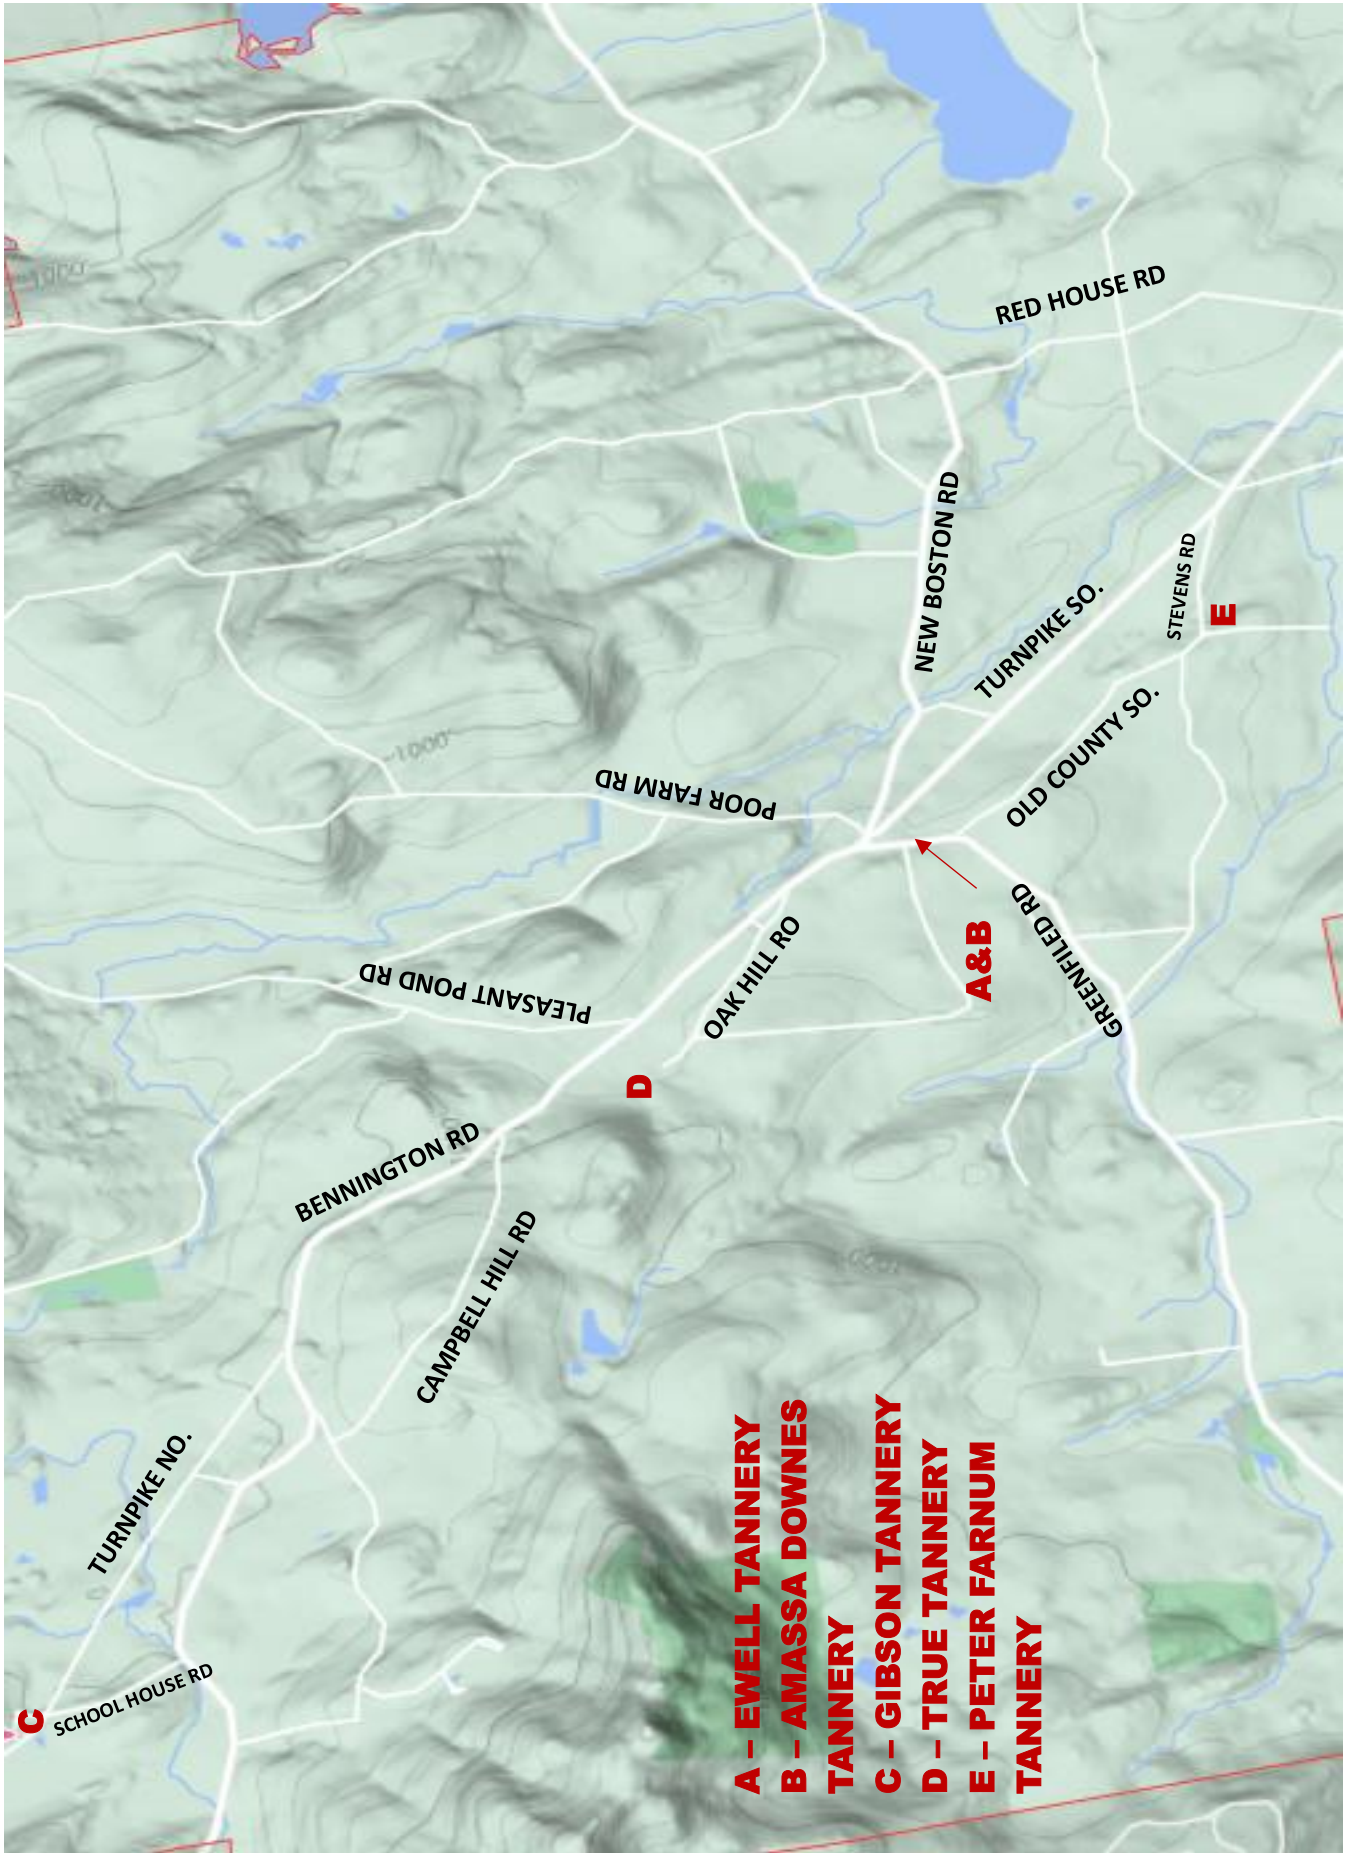 C
SCHOOL HOUSE RD
TURNPIKE NO.
BENNINGTON RD
CAMPBELL HILL RD
PLEASANT POND RD
POOR FARM RD
D
OAK HILL RO
A&B
GREENFILED RD
OLD COUNTY SO.
TURNPIKE SO.
NEW BOSTON RD
STEVENS RD
E
RED HOUSE RD
1,000'
A – EWELL TANNERY
B – AMASSA DOWNES
TANNERY
C – GIBSON TANNERY
D – TRUE TANNERY
E – PETER FARNUM
TANNERY